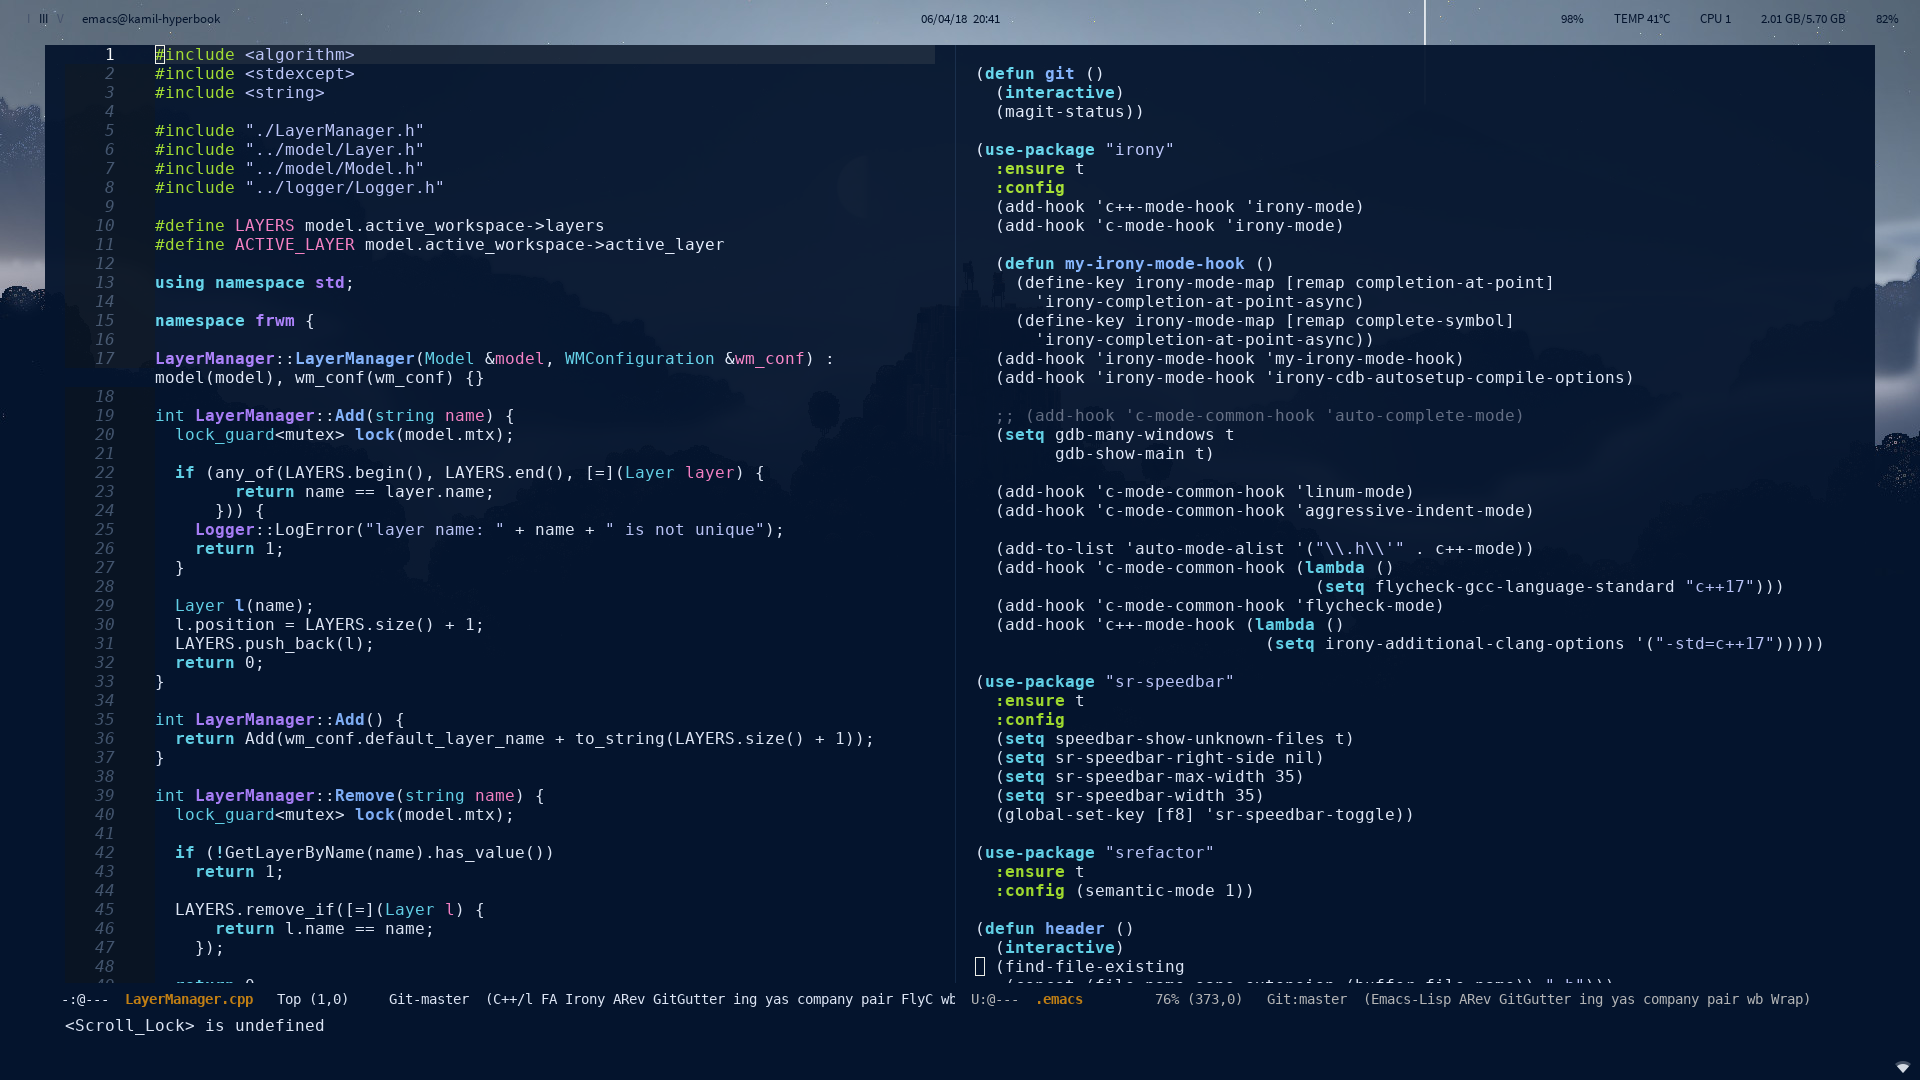 I III V emacs@kamil-hyperbook 06/04/18 20:41 98% TEMP 41°C CPU 1 2.01 GB/5.70 GB 82%
1 #include <algorithm>
2 #include <stdexcept>
3 #include <string>
4
5 #include "./LayerManager.h"
6 #include "../model/Layer.h"
7 #include "../model/Model.h"
8 #include "../logger/Logger.h"
9
10 #define LAYERS model.active_workspace->layers
11 #define ACTIVE_LAYER model.active_workspace->active_layer
12
13 using namespace std;
14
15 namespace frwm {
16
17 LayerManager::LayerManager(Model &model, WMConfiguration &wm_conf) :
model(model), wm_conf(wm_conf) {}
18
19 int LayerManager::Add(string name) {
20   lock_guard<mutex> lock(model.mtx);
21
22   if (any_of(LAYERS.begin(), LAYERS.end(), [=](Layer layer) {
23         return name == layer.name;
24       })) {
25     Logger::LogError("layer name: " + name + " is not unique");
26     return 1;
27   }
28
29   Layer l(name);
30   l.position = LAYERS.size() + 1;
31   LAYERS.push_back(l);
32   return 0;
33 }
34
35 int LayerManager::Add() {
36   return Add(wm_conf.default_layer_name + to_string(LAYERS.size() + 1));
37 }
38
39 int LayerManager::Remove(string name) {
40   lock_guard<mutex> lock(model.mtx);
41
42   if (!GetLayerByName(name).has_value())
43     return 1;
44
45   LAYERS.remove_if([=](Layer l) {
46       return l.name == name;
47     });
48
-:@--- LayerManager.cpp Top (1,0) Git-master (C++/l FA Irony ARev GitGutter ing yas company pair FlyC wb
(defun git ()
  (interactive)
  (magit-status))
(use-package "irony"
  :ensure t
  :config
  (add-hook 'c++-mode-hook 'irony-mode)
  (add-hook 'c-mode-hook 'irony-mode)
  (defun my-irony-mode-hook ()
    (define-key irony-mode-map [remap completion-at-point]
      'irony-completion-at-point-async)
    (define-key irony-mode-map [remap complete-symbol]
      'irony-completion-at-point-async))
  (add-hook 'irony-mode-hook 'my-irony-mode-hook)
  (add-hook 'irony-mode-hook 'irony-cdb-autosetup-compile-options)
  ;; (add-hook 'c-mode-common-hook 'auto-complete-mode)
  (setq gdb-many-windows t
        gdb-show-main t)
  (add-hook 'c-mode-common-hook 'linum-mode)
  (add-hook 'c-mode-common-hook 'aggressive-indent-mode)
  (add-to-list 'auto-mode-alist '("\\.h\\'" . c++-mode))
  (add-hook 'c-mode-common-hook (lambda ()
                                  (setq flycheck-gcc-language-standard "c++17")))
  (add-hook 'c-mode-common-hook 'flycheck-mode)
  (add-hook 'c++-mode-hook (lambda ()
                             (setq irony-additional-clang-options '("-std=c++17")))))
(use-package "sr-speedbar"
  :ensure t
  :config
  (setq speedbar-show-unknown-files t)
  (setq sr-speedbar-right-side nil)
  (setq sr-speedbar-max-width 35)
  (setq sr-speedbar-width 35)
  (global-set-key [f8] 'sr-speedbar-toggle))
(use-package "srefactor"
  :ensure t
  :config (semantic-mode 1))
(defun header ()
  (interactive)
  (find-file-existing
U:@--- .emacs 76% (373,0) Git:master (Emacs-Lisp ARev GitGutter ing yas company pair wb Wrap)
<Scroll_Lock> is undefined